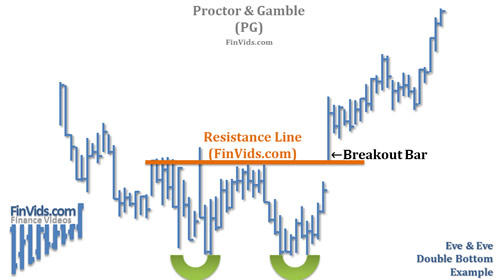 Proctor & Gamble
(PG)
FinVids.com
Resistance Line
(FinVids.com)
←Breakout Bar
FinVids.com
Finance Videos
Eve & Eve
Double Bottom
Example